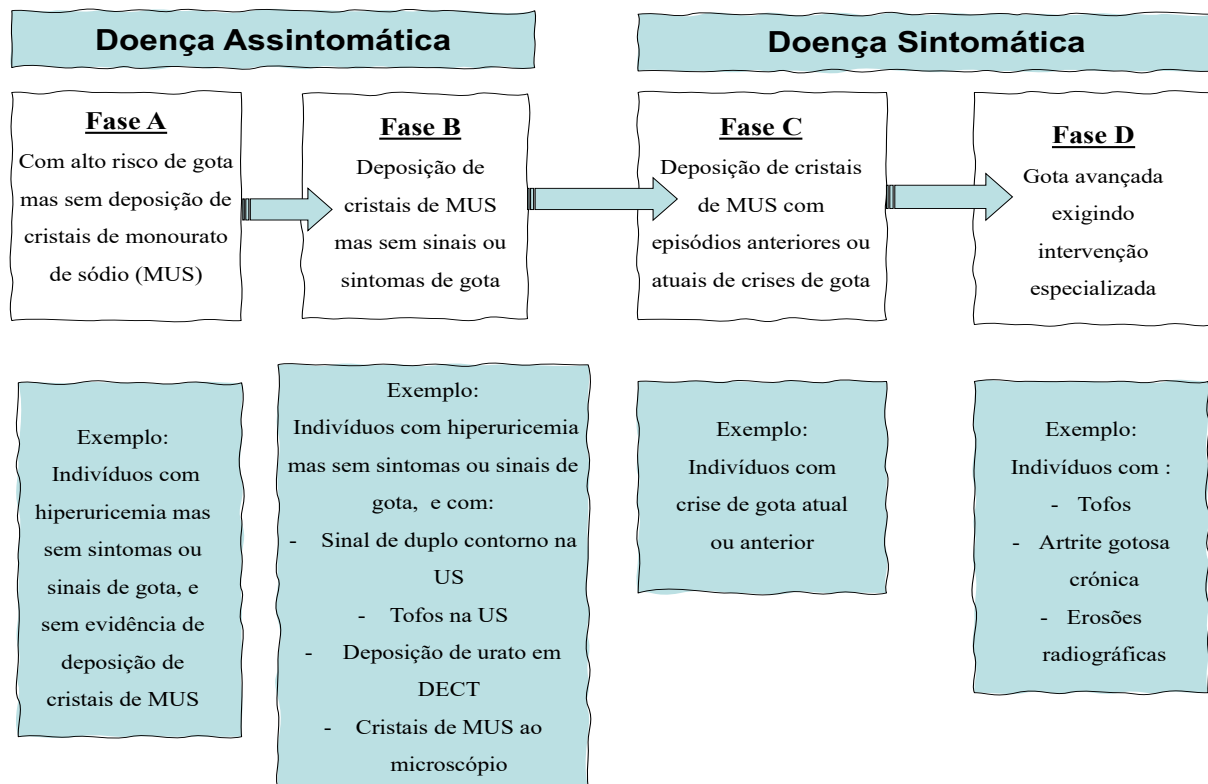 Doença Assintomática
Doença Sintomática
Fase A
Com alto risco de gota
mas sem deposição de
cristais de monourato
de sódio (MUS)
Fase B
Deposição de
cristais de MUS
mas sem sinais ou
sintomas de gota
Fase C
Deposição de cristais
de MUS com
episódios anteriores ou
atuais de crises de gota
Fase D
Gota avançada
exigindo
intervenção
especializada
Exemplo:
Indivíduos com
hiperuricemia mas
sem sintomas ou
sinais de gota, e
sem evidência de
deposição de
cristais de MUS
Exemplo:
Indivíduos com hiperuricemia
mas sem sintomas ou sinais de
gota, e com:
- Sinal de duplo contorno na
US
- Tofos na US
- Deposição de urato em
DECT
- Cristais de MUS ao
microscópio
Exemplo:
Indivíduos com
crise de gota atual
ou anterior
Exemplo:
Indivíduos com :
- Tofos
- Artrite gotosa
crónica
- Erosões
radiográficas